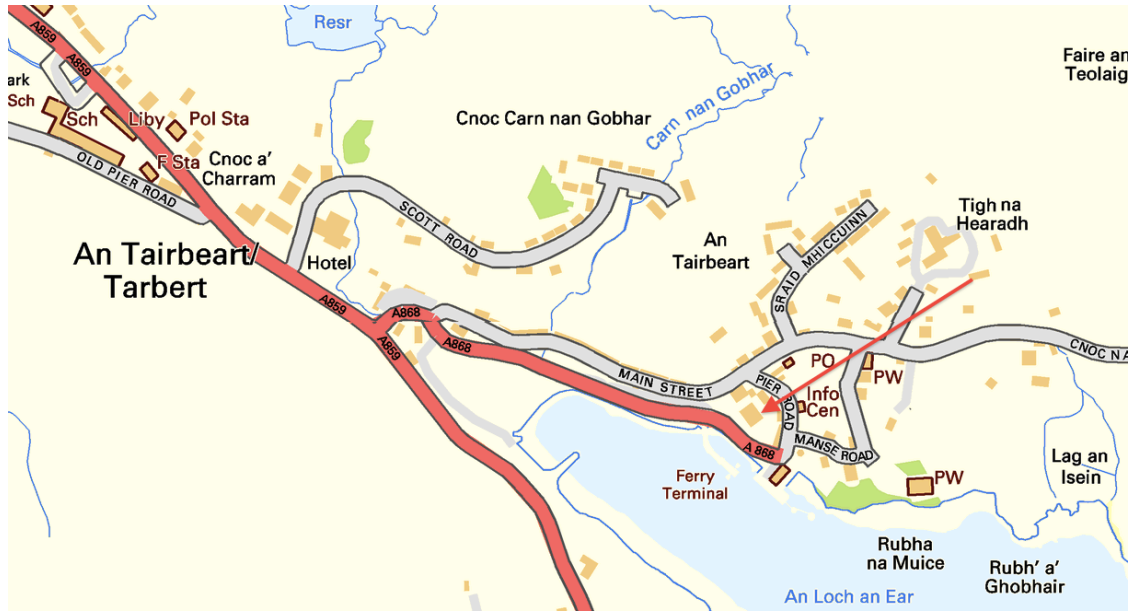 Resr
A859
A859
ark
Sch
Sch
Liby
Pol Sta
F Sta
OLD PIER ROAD
Cnoc a'
Charram
Cnoc Carn nan Gobhar
Carn nan Gobhar
Faire an
Teolaig
SCOTT ROAD
An Tairbeart/
Tarbert
Hotel
An
Tairbeart
SRAID MHICCUINN
Tigh na
Hearadh
A859
A868
A859
A868
MAIN STREET
PO
PW
CNOC NA
PIER ROAD
Info
Cen
A 868
MANSE ROAD
Ferry
Terminal
PW
Lag an
Isein
Rubha
na Muice
Rubh' a'
Ghobhair
An Loch an Ear